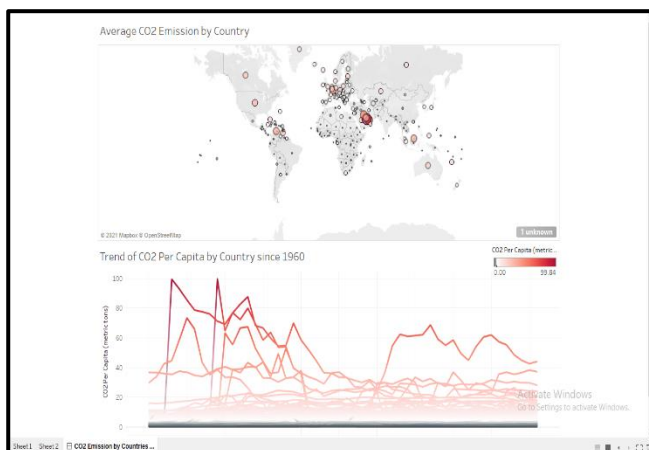 Average CO2 Emission by Country
© 2021 Mapbox © OpenStreetMap
1 unknown
Trend of CO2 Per Capita by Country since 1960
CO2 Per Capita (metric...
0.00 99.84
CO2 Per Capita (metric tons)
100
80
60
40
20
0
Activate Windows
Go to Settings to activate Windows.
Sheet 1 Sheet 2 CO2 Emission by Countries ...